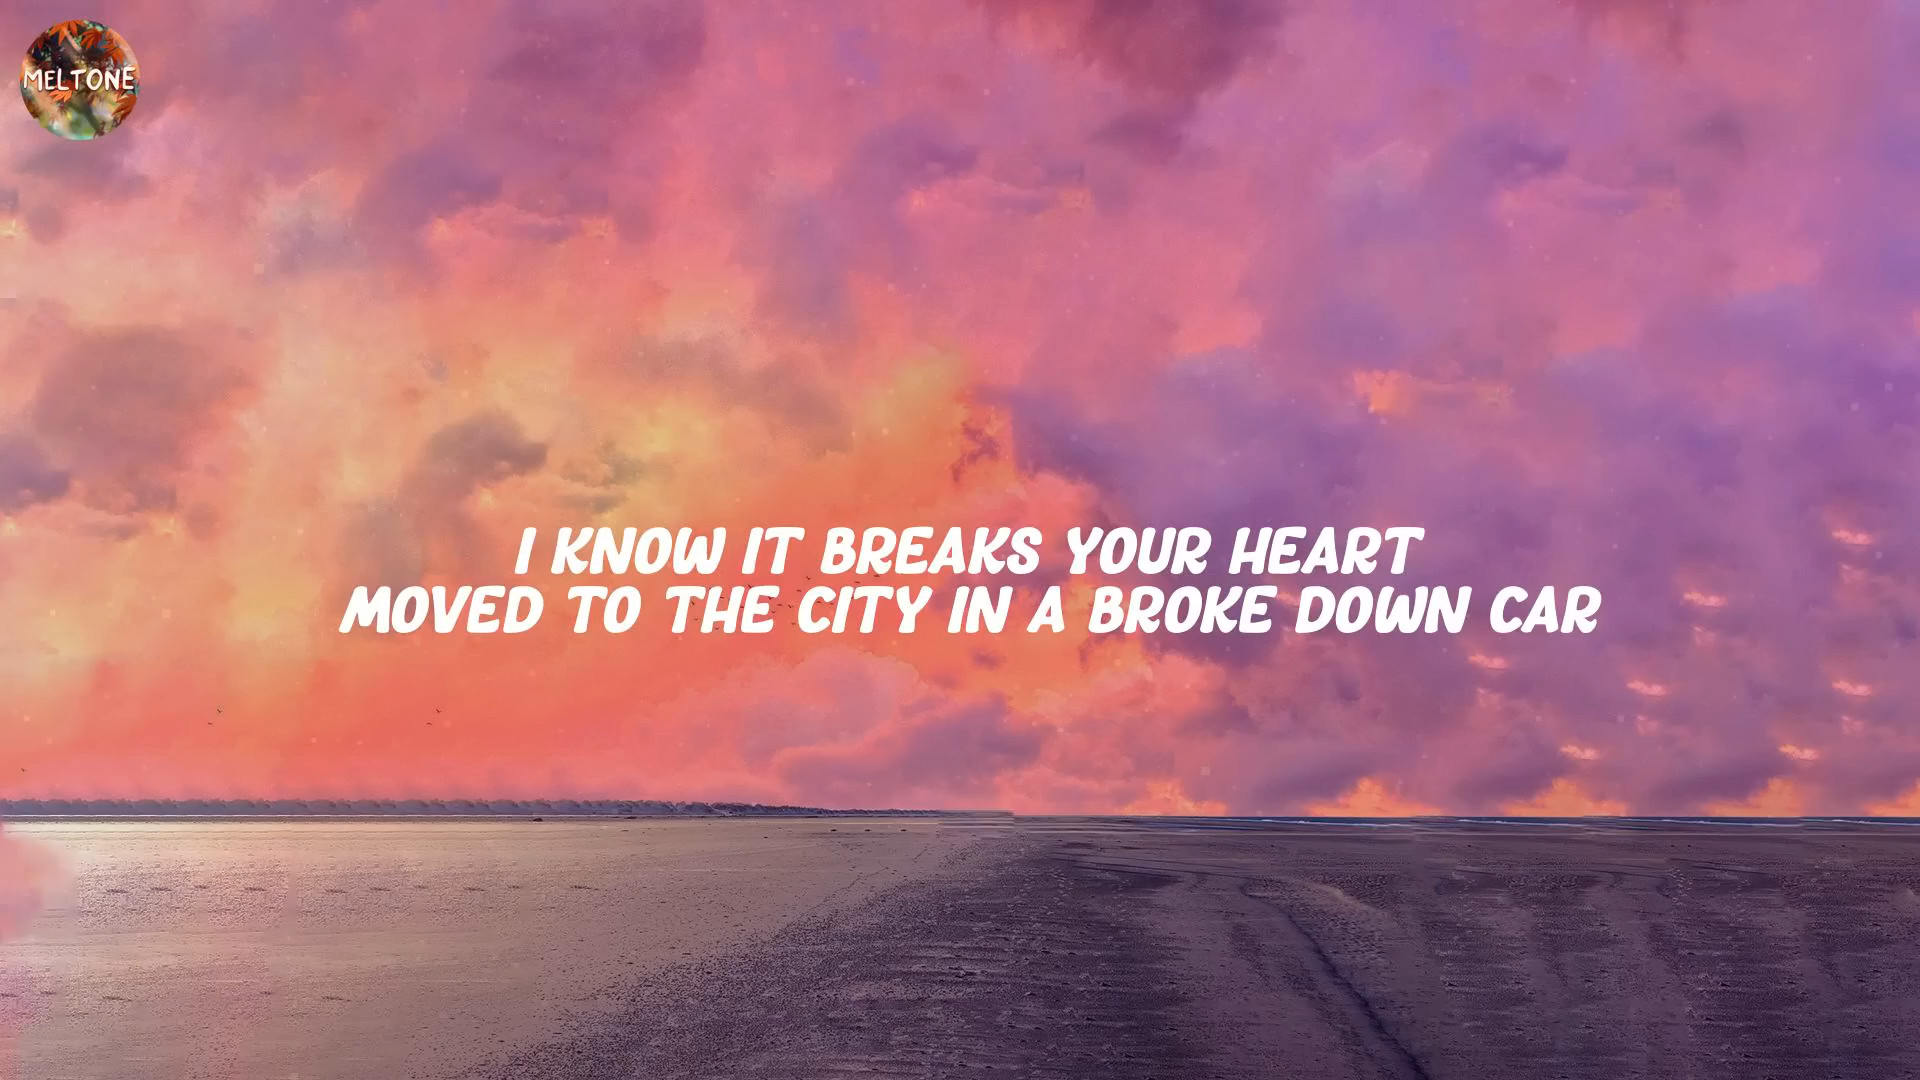 MELTONE
I KNOW IT BREAKS YOUR HEART
MOVED TO THE CITY IN A BROKE DOWN CAR